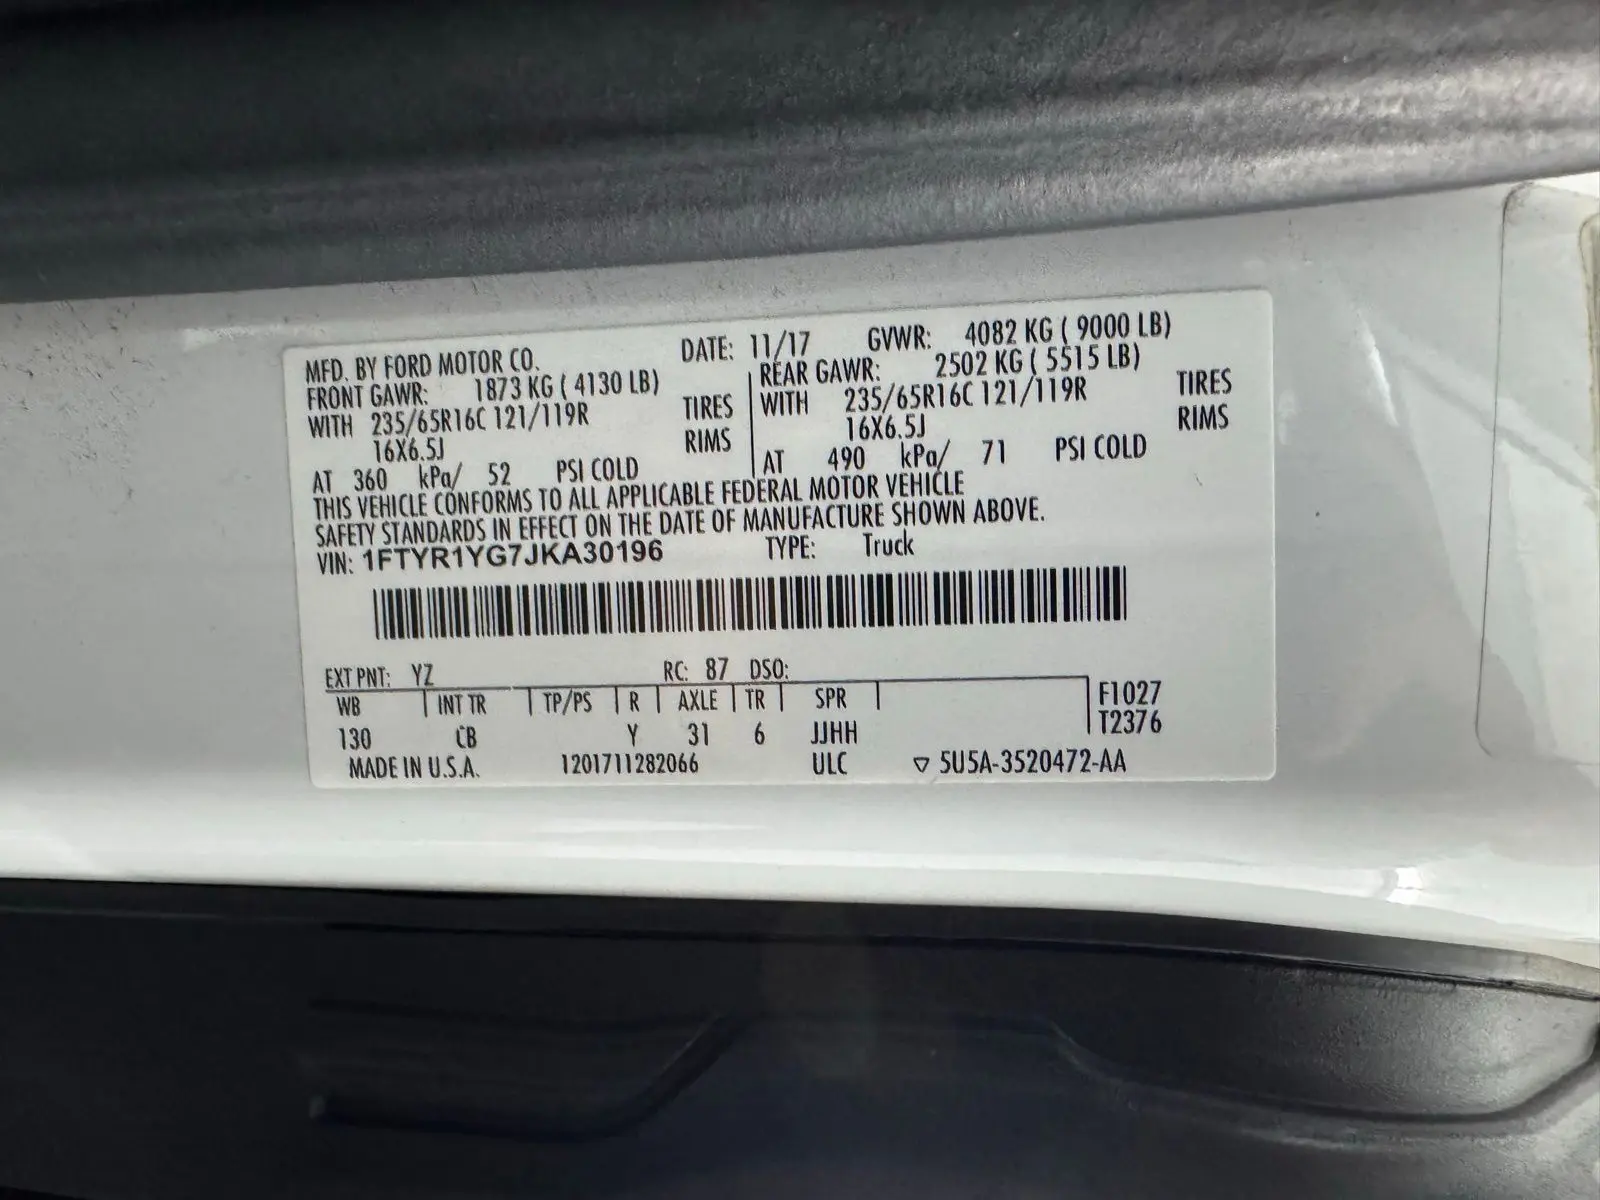 MFD. BY FORD MOTOR CO. DATE: 11/17 GVWR: 4082 KG ( 9000 LB)
FRONT GAWR: 1873 KG ( 4130 LB) REAR GAWR: 2502 KG ( 5515 LB)
WITH 235/65R16C 121/119R TIRES WITH 235/65R16C 121/119R TIRES
16X6.5J RIMS 16X6.5J RIMS
AT 360 kPa/ 52 PSI COLD AT 490 kPa/ 71 PSI COLD
THIS VEHICLE CONFORMS TO ALL APPLICABLE FEDERAL MOTOR VEHICLE
SAFETY STANDARDS IN EFFECT ON THE DATE OF MANUFACTURE SHOWN ABOVE.
VIN: 1FTYR1YG7JKA30196 TYPE: Truck
EXT PNT: YZ RC: 87 DSO:
WB INT TR TP/PS R AXLE TR SPR F1027
130 CB Y 31 6 JJHH T2376
MADE IN U.S.A. 1201711282066 ULC ▽ 5U5A-3520472-AA